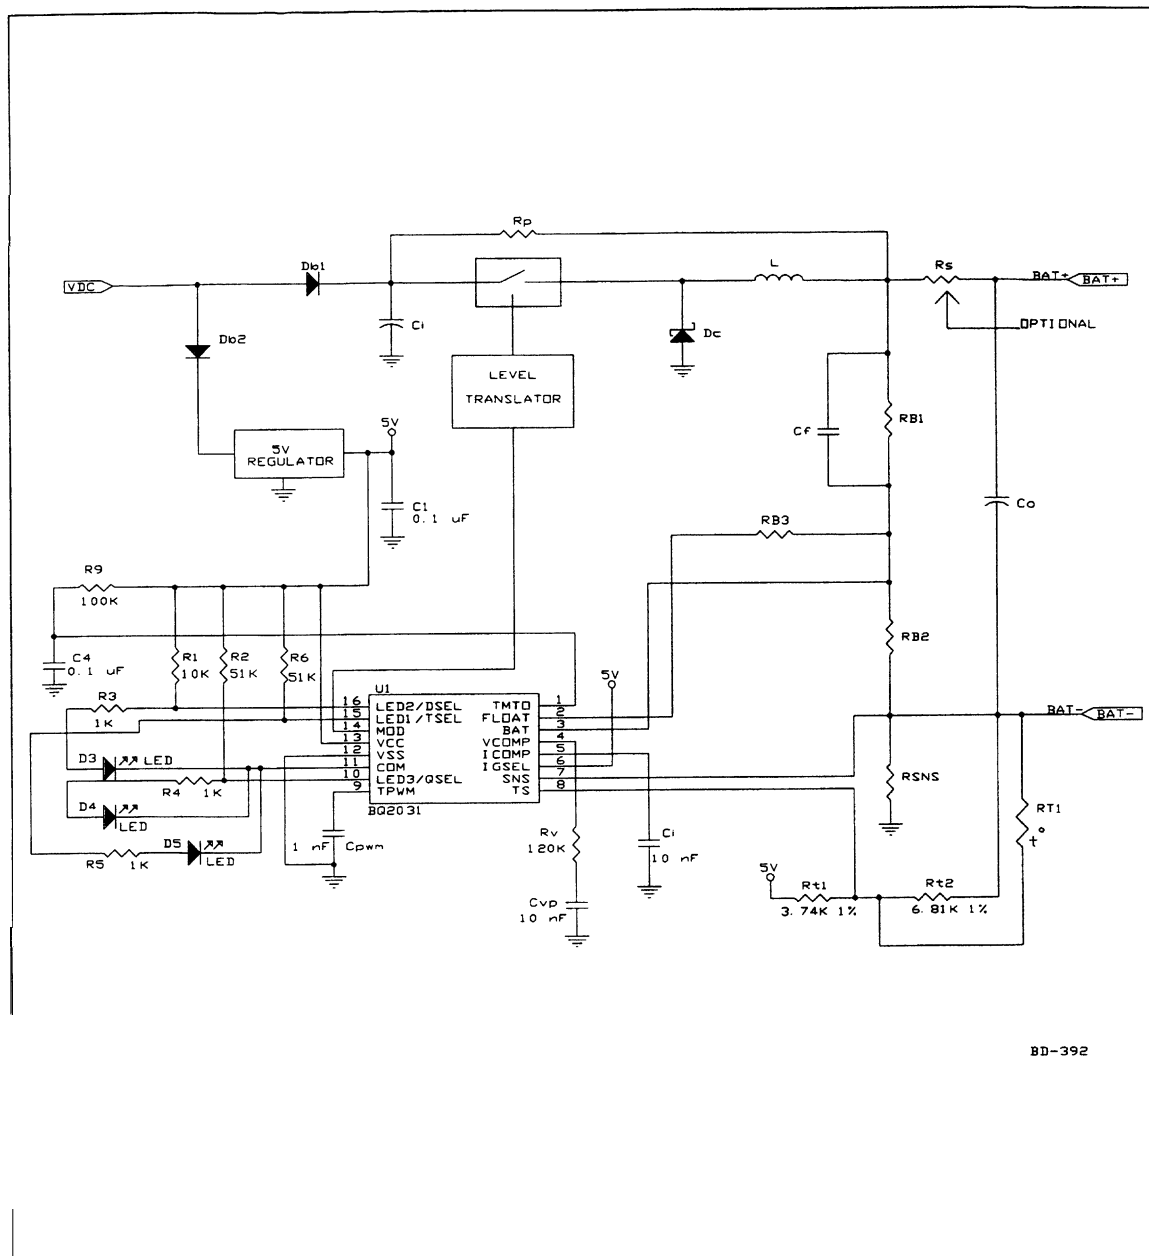 Rp
Db1
L
Rs
BAT+
BAT+
VDC
Ci
OPTIONAL
Db2
Dc
LEVEL
TRANSLATOR
RB1
Cf
5V
5V
REGULATOR
C1
0.1 uF
Co
RB3
R9
100K
RB2
C4
0.1 uF
R1
10K
R2
51K
R6
51K
5V
U1
R3
1K
16 LED2/DSEL TMTO 1
15 LED1/TSEL FLOAT 2
14 MOD BAT 3
13 VCC VCOMP 4
12 VSS ICOMP 5
11 COM IGSEL 6
10 LED3/QSEL SNS 7
9 TPWM TS 8
BQ2031
BAT-
BAT-
D3
LED
R4
1K
D4
LED
D5
LED
R5
1K
1 nF
Cpwm
Rv
120K
Ci
10 nF
RSNS
RT1
t°
5V
Rt1
3.74K 1%
Rt2
6.81K 1%
Cvp
10 nF
BD-392